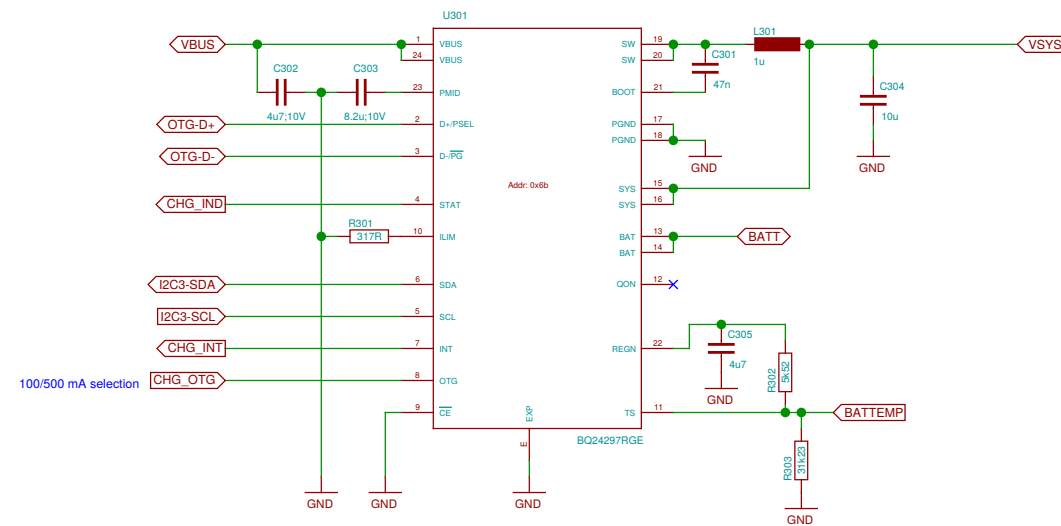 U301
VBUS
1
VBUS
24
VBUS
C302
4u7;10V
C303
8.2u;10V
23
PMID
OTG-D+
2
D+/PSEL
OTG-D-
3
D-/PG
CHG_IND
4
STAT
R301
317R
10
ILIM
I2C3-SDA
6
SDA
I2C3-SCL
5
SCL
CHG_INT
7
INT
100/500 mA selection
CHG_OTG
8
OTG
9
CE
GND
GND
Addr: 0x6b
EXP
E
GND
BQ24297RGE
SW
19
SW
20
C301
47n
L301
1u
VSYS
BOOT
21
C304
10u
GND
PGND
17
PGND
18
GND
SYS
15
SYS
16
BAT
13
BAT
14
BATT
QON
12
REGN
22
C305
4u7
GND
R302
5k52
TS
11
BATTEMP
R303
31k23
GND